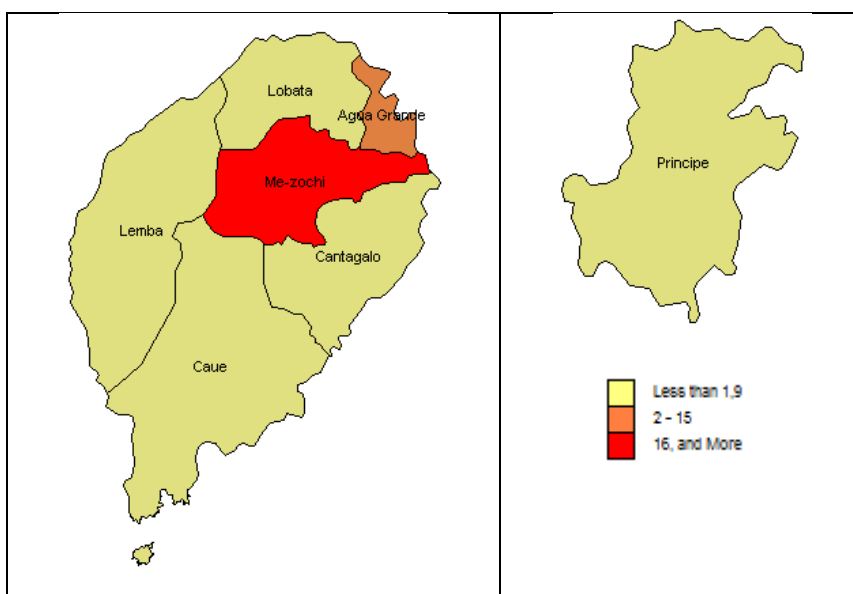 Lobata
Agua Grande
Me-zochi
Lemba
Cantagalo
Caue
Principe
Less than 1,9
2 – 15
16, and More